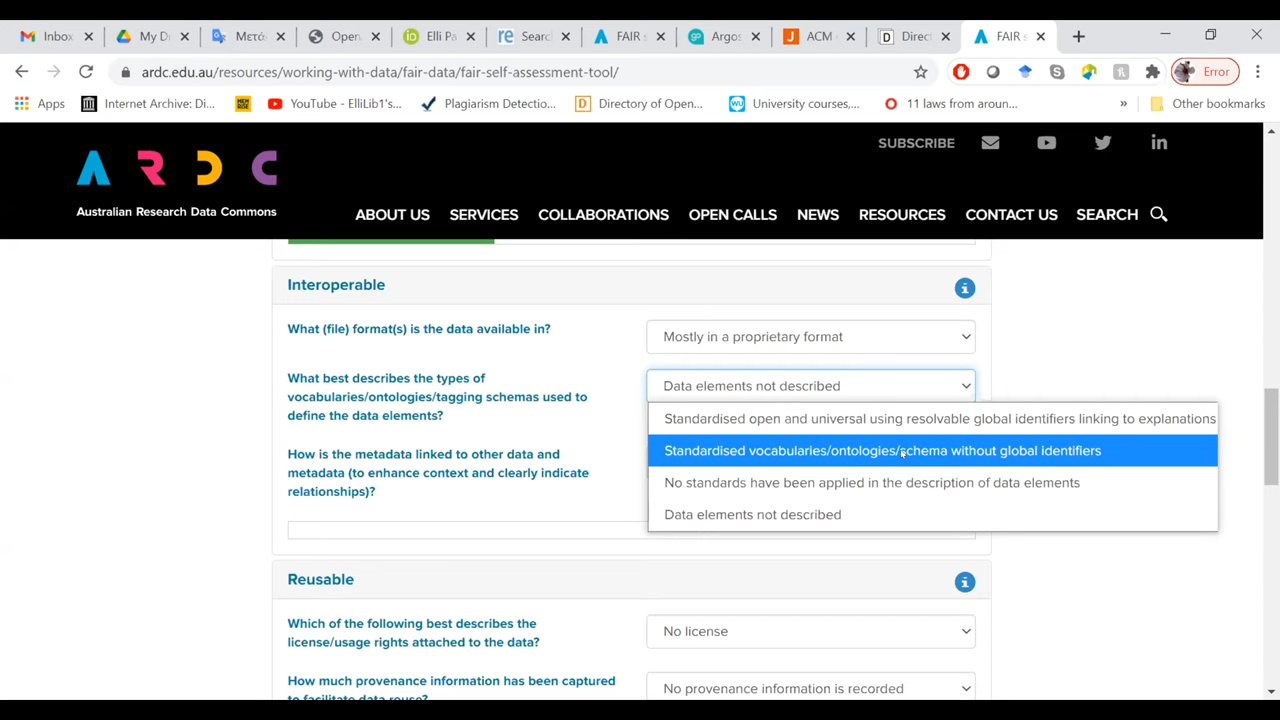 Inbox
My D
Μετά
Open
Elli Pa
Searc
FAIR s
Argos
ACM
Direc
FAIR s
ardc.edu.au/resources/working-with-data/fair-data/fair-self-assessment-tool/
Error
Apps
Internet Archive: Di...
YouTube - ElliLib1's...
Plagiarism Detectio...
Directory of Open...
University courses,...
11 laws from aroun...
»
Other bookmarks
SUBSCRIBE
ARDC
Australian Research Data Commons
ABOUT US
SERVICES
COLLABORATIONS
OPEN CALLS
NEWS
RESOURCES
CONTACT US
SEARCH
Interoperable
What (file) format(s) is the data available in?
Mostly in a proprietary format
What best describes the types of
vocabularies/ontologies/tagging schemas used to
define the data elements?
Data elements not described
Standardised open and universal using resolvable global identifiers linking to explanations
Standardised vocabularies/ontologies/schema without global identifiers
No standards have been applied in the description of data elements
Data elements not described
How is the metadata linked to other data and
metadata (to enhance context and clearly indicate
relationships)?
Reusable
Which of the following best describes the
license/usage rights attached to the data?
No license
How much provenance information has been captured
to facilitate data reuse?
No provenance information is recorded